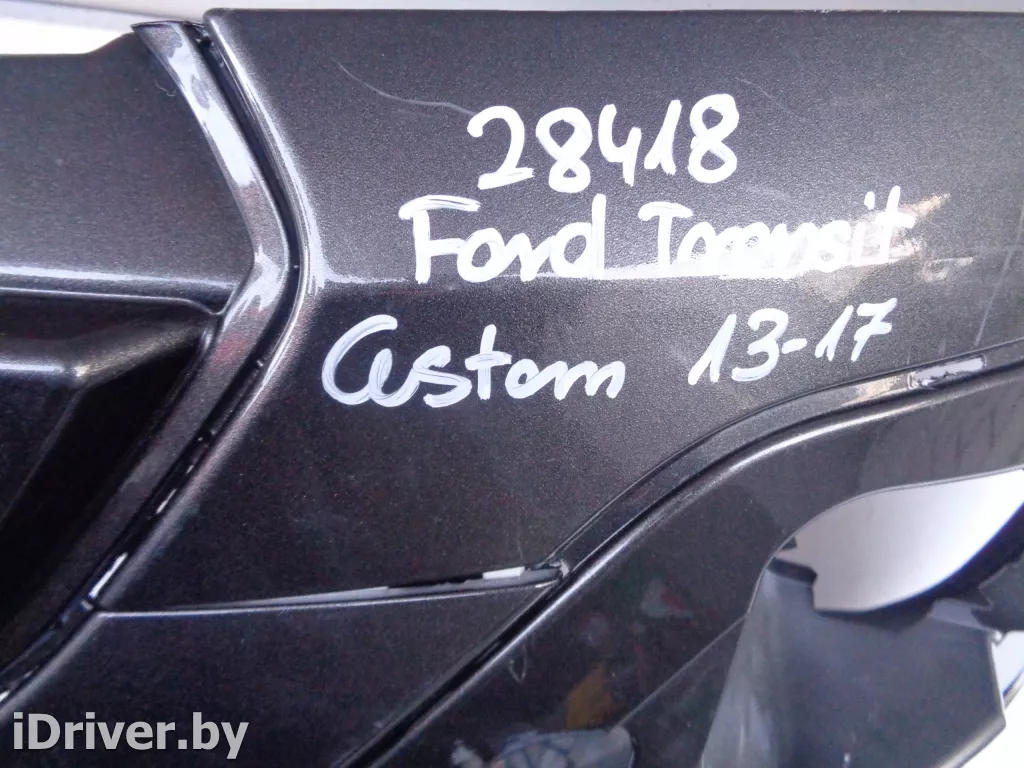 28418
Ford Transit
Custom 13-17
iDriver.by